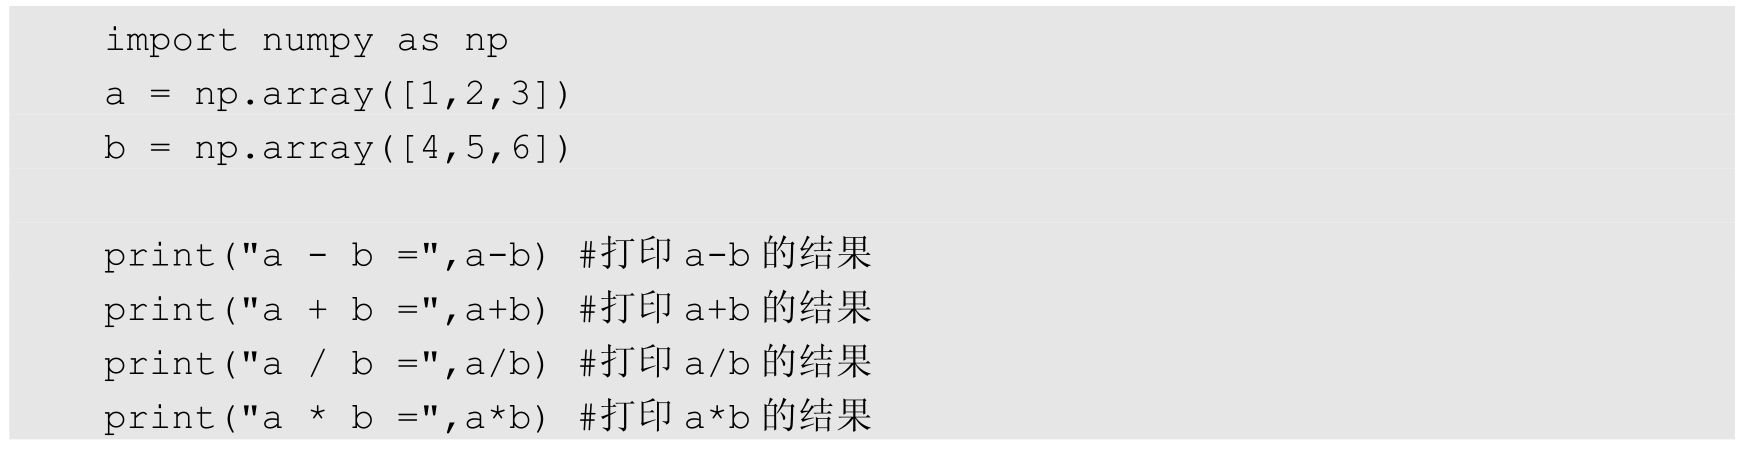 import numpy as np
a = np.array([1,2,3])
b = np.array([4,5,6])
print("a - b =",a-b) #打印 a-b 的结果
print("a + b =",a+b) #打印 a+b 的结果
print("a / b =",a/b) #打印 a/b 的结果
print("a * b =",a*b) #打印 a*b 的结果